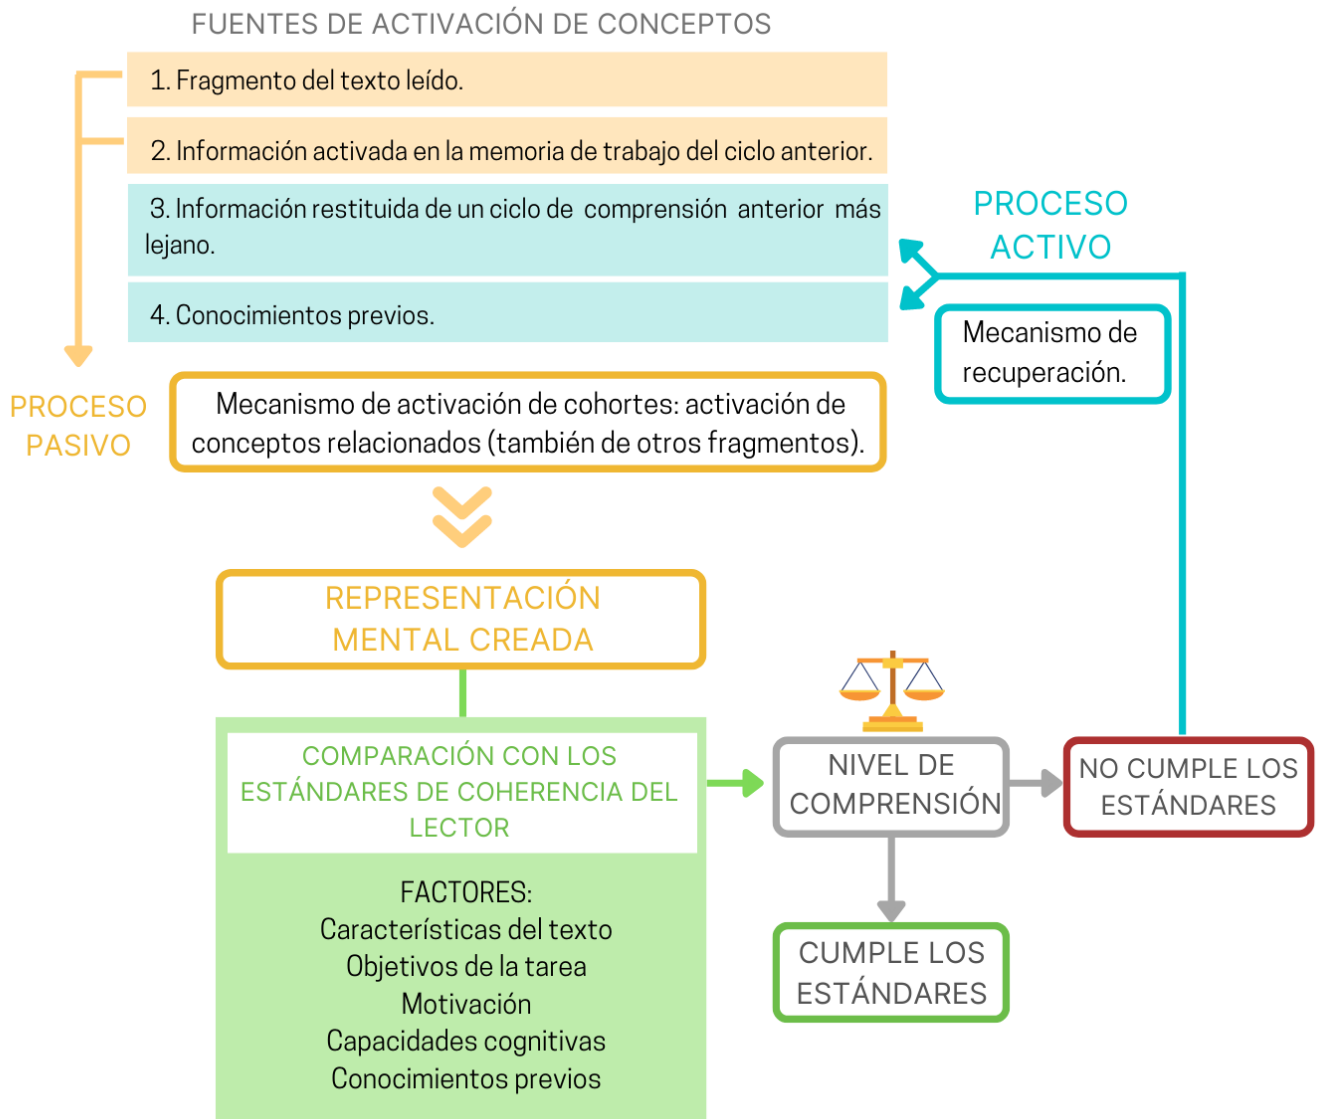 FUENTES DE ACTIVACIÓN DE CONCEPTOS
1. Fragmento del texto leído.
2. Información activada en la memoria de trabajo del ciclo anterior.
3. Información restituida de un ciclo de comprensión anterior más
lejano.
4. Conocimientos previos.
PROCESO
ACTIVO
Mecanismo de
recuperación.
PROCESO
PASIVO
Mecanismo de activación de cohortes: activación de
conceptos relacionados (también de otros fragmentos).
REPRESENTACIÓN
MENTAL CREADA
COMPARACIÓN CON LOS
ESTÁNDARES DE COHERENCIA DEL
LECTOR
FACTORES:
Características del texto
Objetivos de la tarea
Motivación
Capacidades cognitivas
Conocimientos previos
NIVEL DE
COMPRENSIÓN
NO CUMPLE LOS
ESTÁNDARES
CUMPLE LOS
ESTÁNDARES